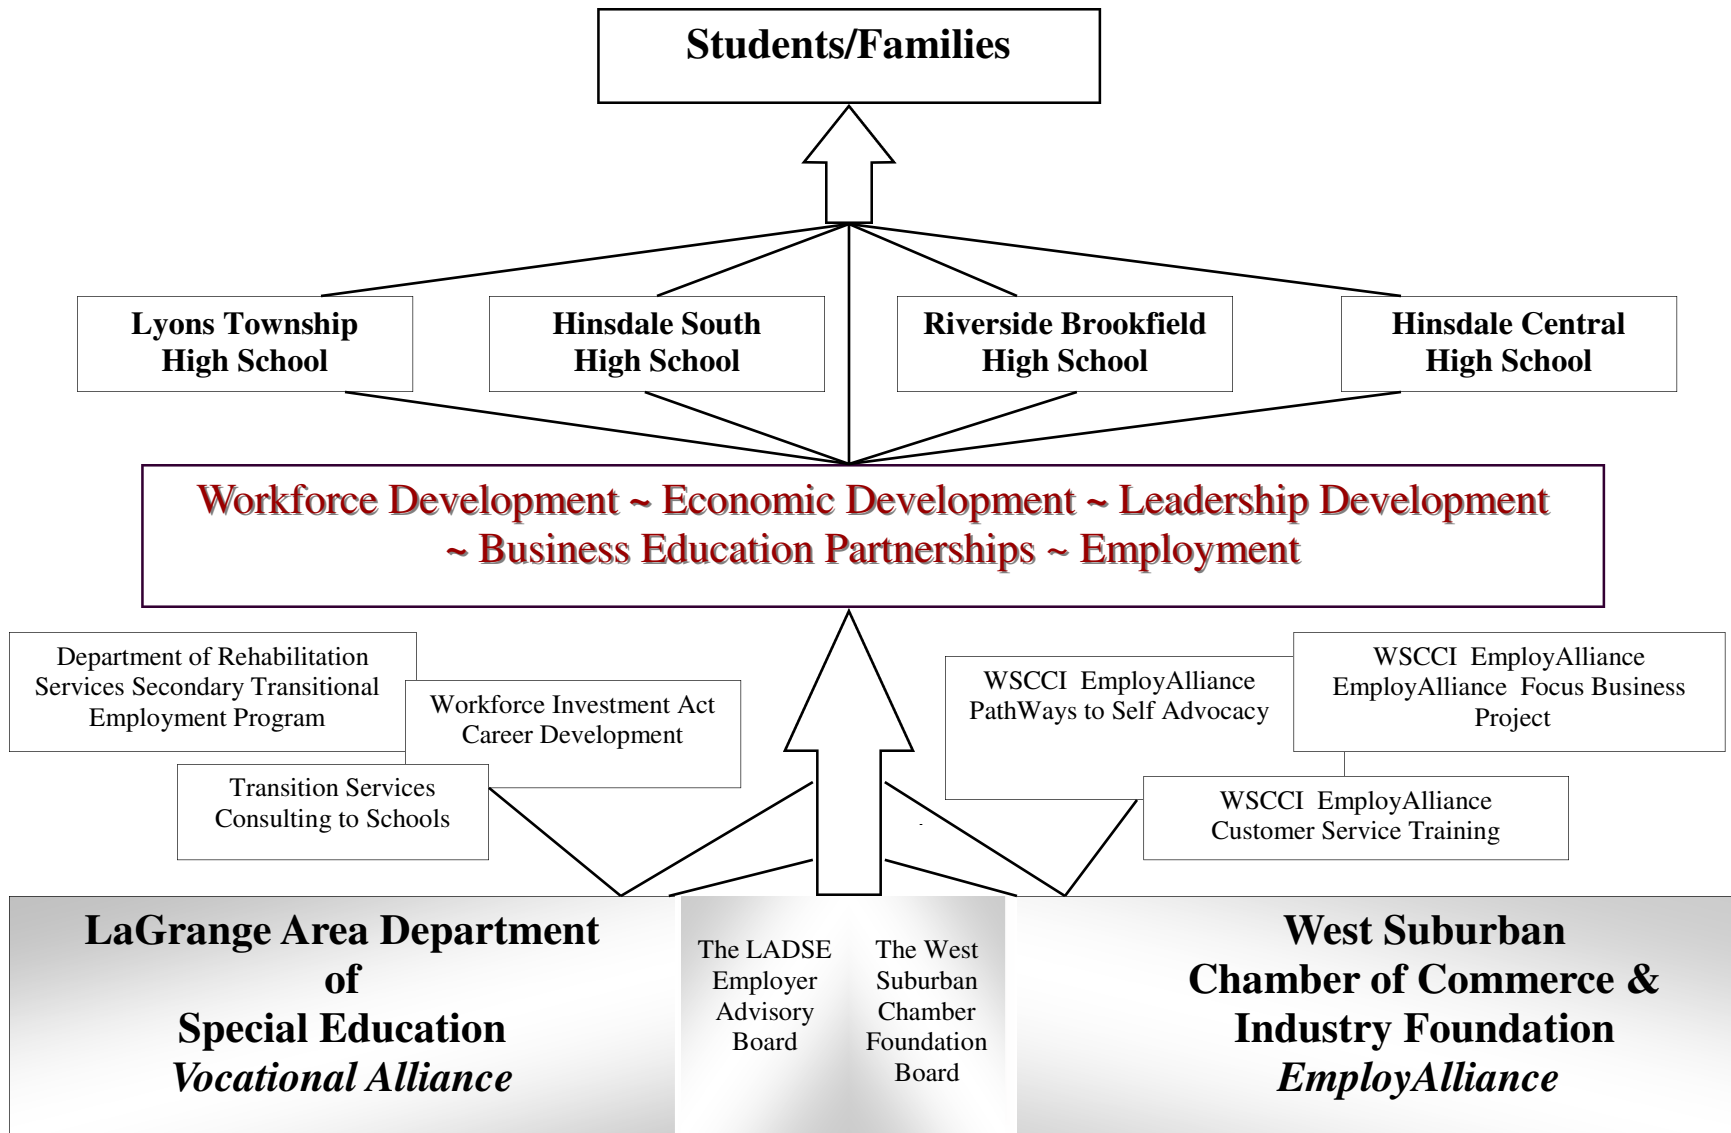 Students/Families
Lyons Township
High School
Hinsdale South
High School
Riverside Brookfield
High School
Hinsdale Central
High School
Workforce Development ~ Economic Development ~ Leadership Development
~ Business Education Partnerships ~ Employment
Department of Rehabilitation
Services Secondary Transitional
Employment Program
Workforce Investment Act
Career Development
Transition Services
Consulting to Schools
WSCCI EmployAlliance
PathWays to Self Advocacy
WSCCI EmployAlliance
EmployAlliance Focus Business
Project
WSCCI EmployAlliance
Customer Service Training
LaGrange Area Department
of
Special Education
Vocational Alliance
The LADSE
Employer
Advisory
Board
The West
Suburban
Chamber
Foundation
Board
West Suburban
Chamber of Commerce &
Industry Foundation
EmployAlliance